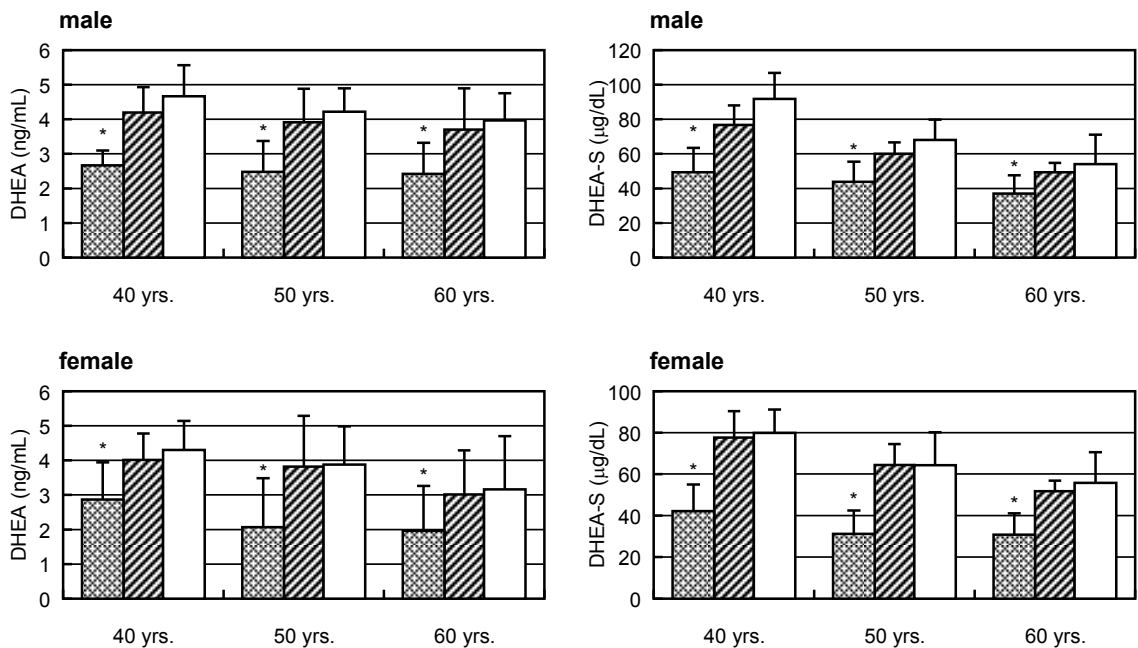 male
DHEA (ng/mL)
6
5
4
3
2
1
0
*
*
*
40 yrs.
50 yrs.
60 yrs.
male
DHEA-S (μg/dL)
120
100
80
60
40
20
0
*
*
*
40 yrs.
50 yrs.
60 yrs.
female
DHEA (ng/mL)
6
5
4
3
2
1
0
*
*
*
40 yrs.
50 yrs.
60 yrs.
female
DHEA-S (μg/dL)
100
80
60
40
20
0
*
*
*
40 yrs.
50 yrs.
60 yrs.